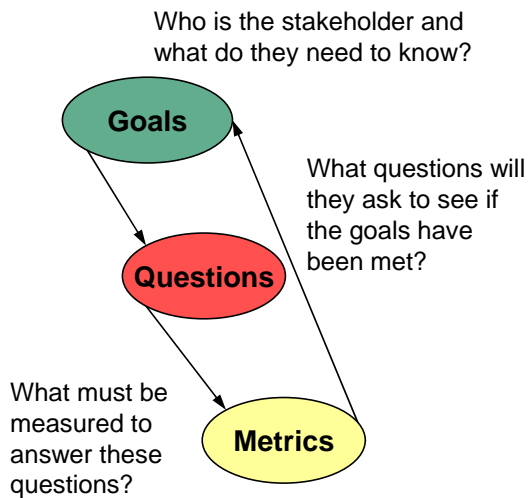 Who is the stakeholder and
what do they need to know?
Goals
What questions will
they ask to see if
the goals have
been met?
Questions
What must be
measured to
answer these
questions?
Metrics